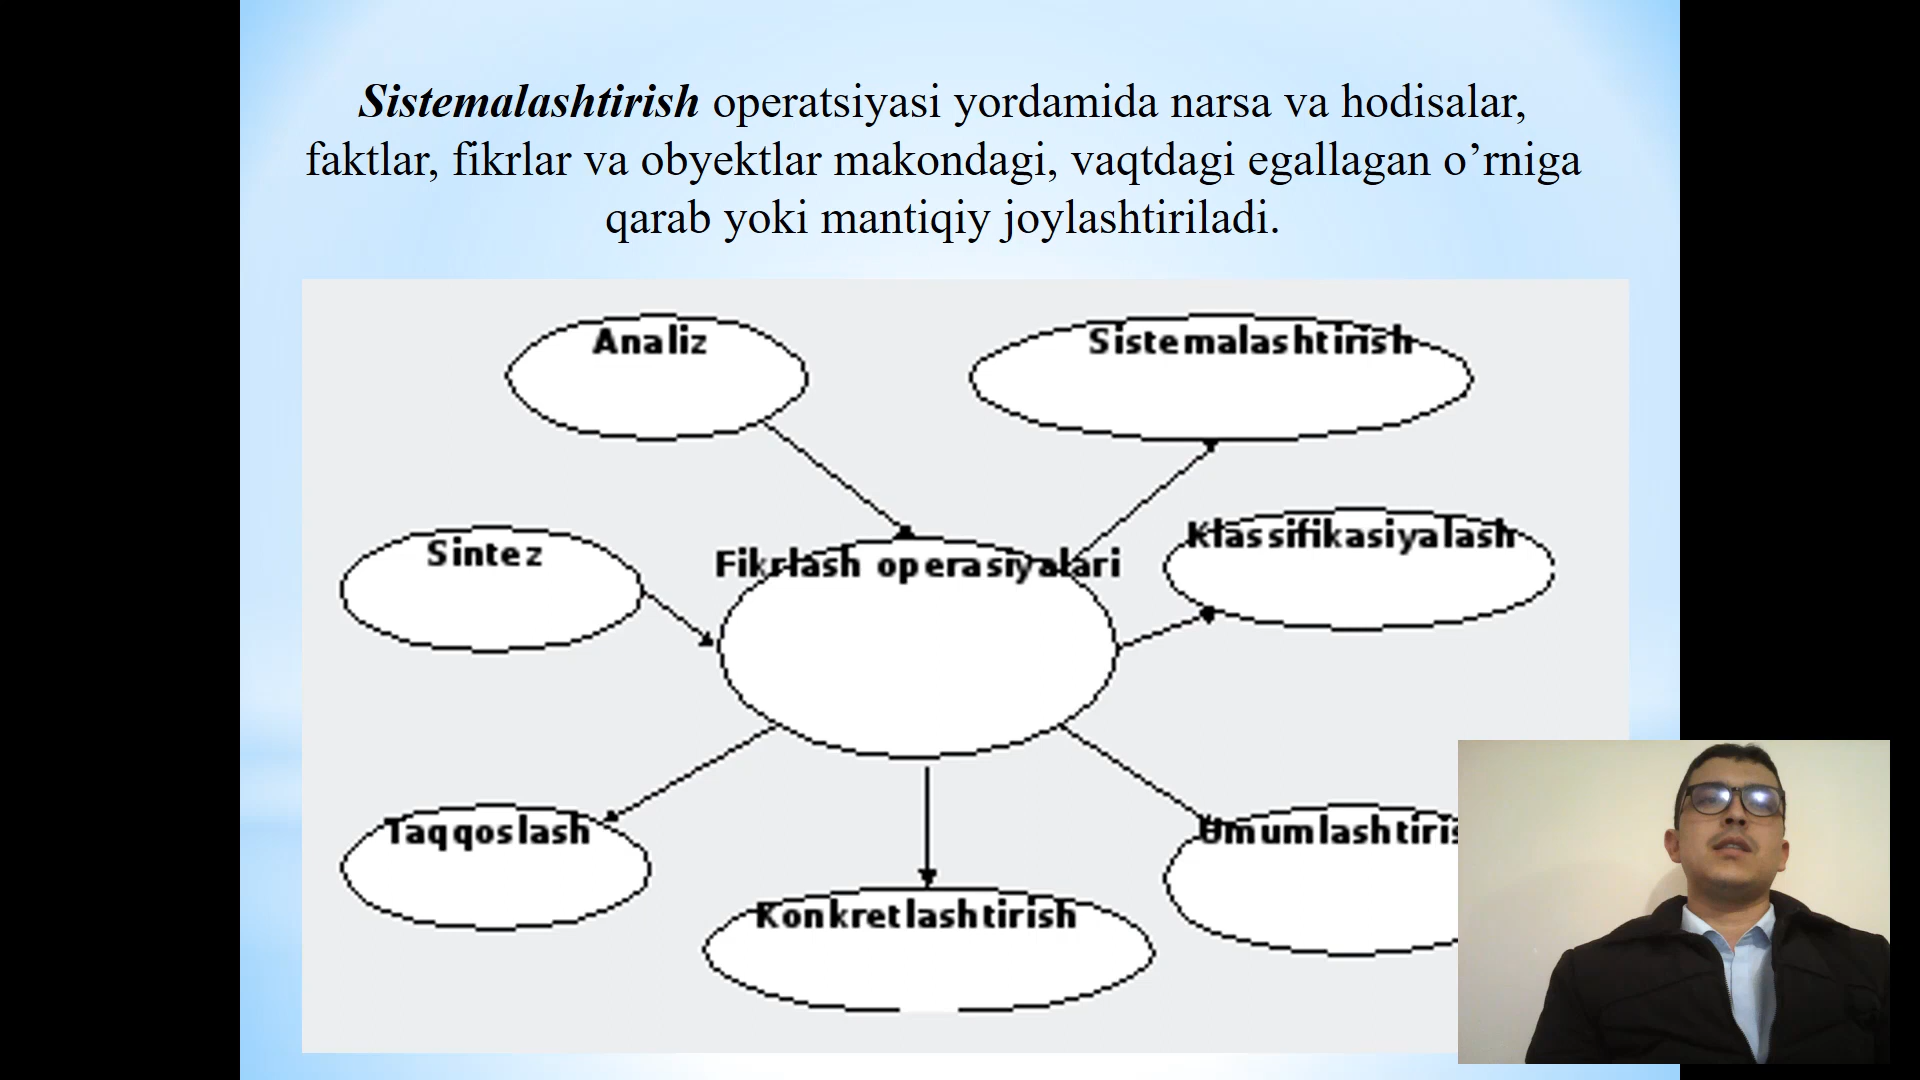 Sistemalashtirish operatsiyasi yordamida narsa va hodisalar,
faktlar, fikrlar va obyektlar makondagi, vaqtdagi egallagan o’rniga
qarab yoki mantiqiy joylashtiriladi.
Analiz
Sistemalashtirish
Klassifikasiyalash
Sintez
Fikrlash operasiyalari
Taqqoslash
Konkretlashtirish